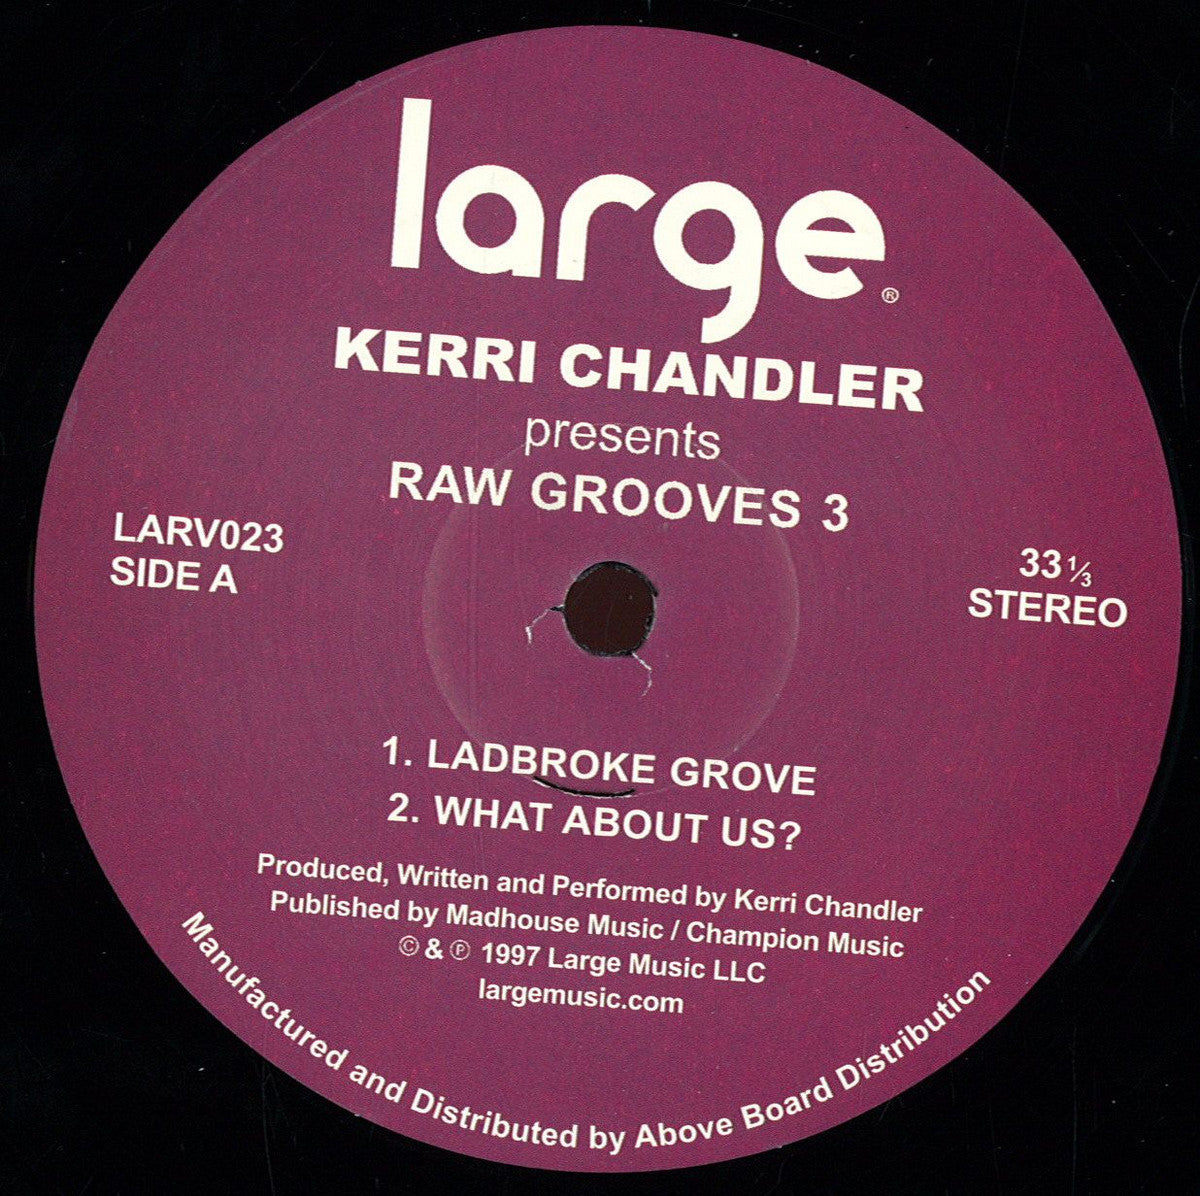 large®
KERRI CHANDLER
presents
RAW GROOVES 3
LARV023
SIDE A
33 ⅓
STEREO
1. LADBROKE GROVE
2. WHAT ABOUT US?
Produced, Written and Performed by Kerri Chandler
Published by Madhouse Music / Champion Music
© & ℗ 1997 Large Music LLC
largemusic.com
Manufactured and Distributed by Above Board Distribution